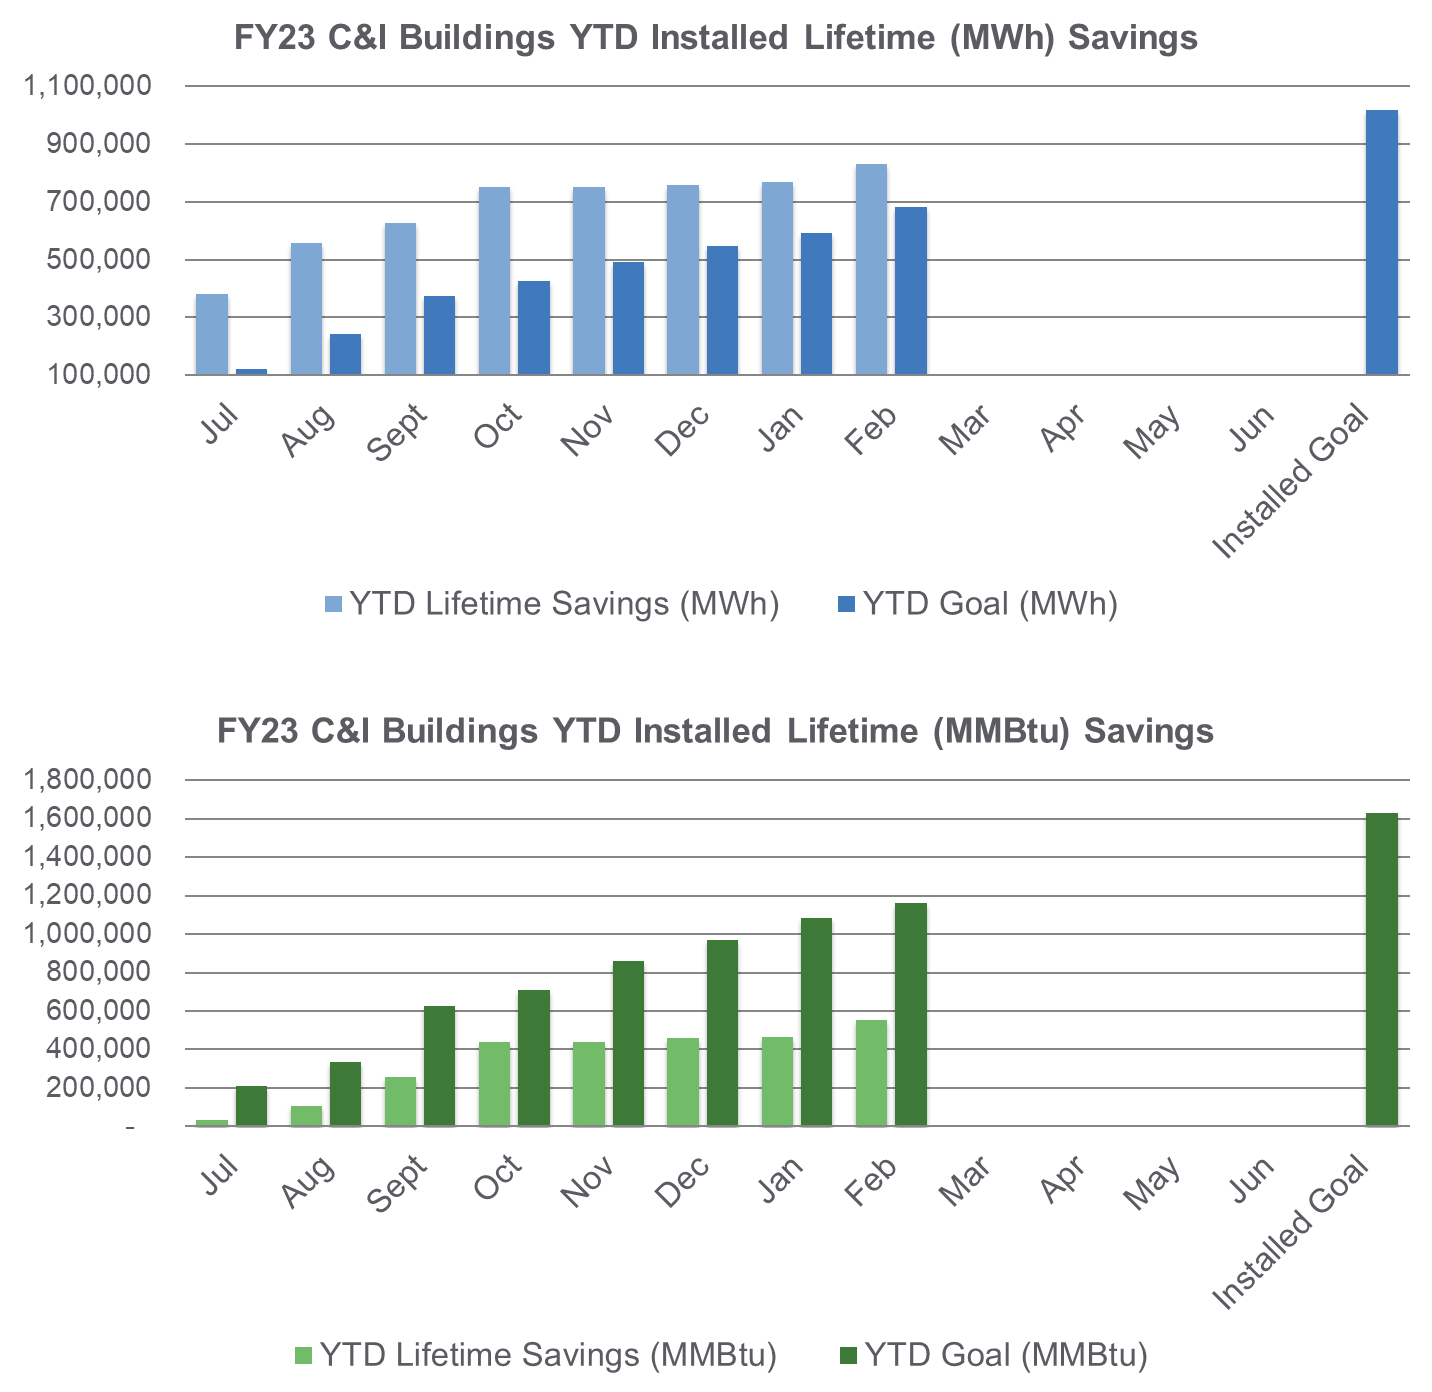 FY23 C&I Buildings YTD Installed Lifetime (MWh) Savings
1,100,000
900,000
700,000
500,000
300,000
100,000
Jul
Aug
Sept
Oct
Nov
Dec
Jan
Feb
Mar
Apr
May
Jun
Installed Goal
YTD Lifetime Savings (MWh)
YTD Goal (MWh)
FY23 C&I Buildings YTD Installed Lifetime (MMBtu) Savings
1,800,000
1,600,000
1,400,000
1,200,000
1,000,000
800,000
600,000
400,000
200,000
-
Jul
Aug
Sept
Oct
Nov
Dec
Jan
Feb
Mar
Apr
May
Jun
Installed Goal
YTD Lifetime Savings (MMBtu)
YTD Goal (MMBtu)